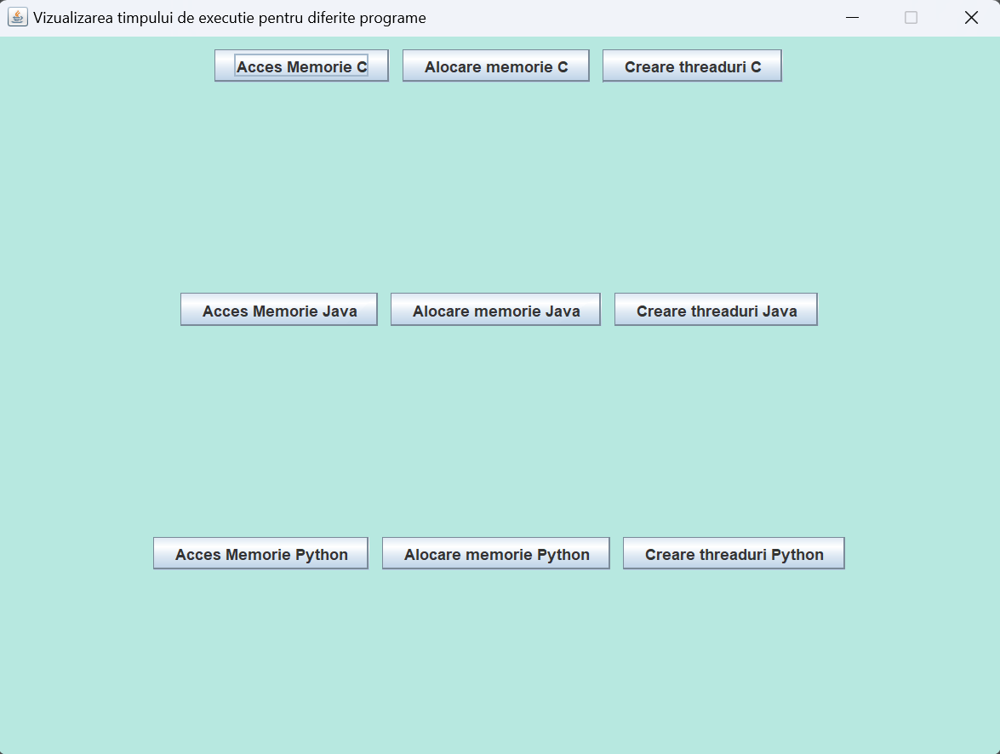 Vizualizarea timpului de executie pentru diferite programe
Acces Memorie C Alocare memorie C Creare threaduri C
Acces Memorie Java Alocare memorie Java Creare threaduri Java
Acces Memorie Python Alocare memorie Python Creare threaduri Python